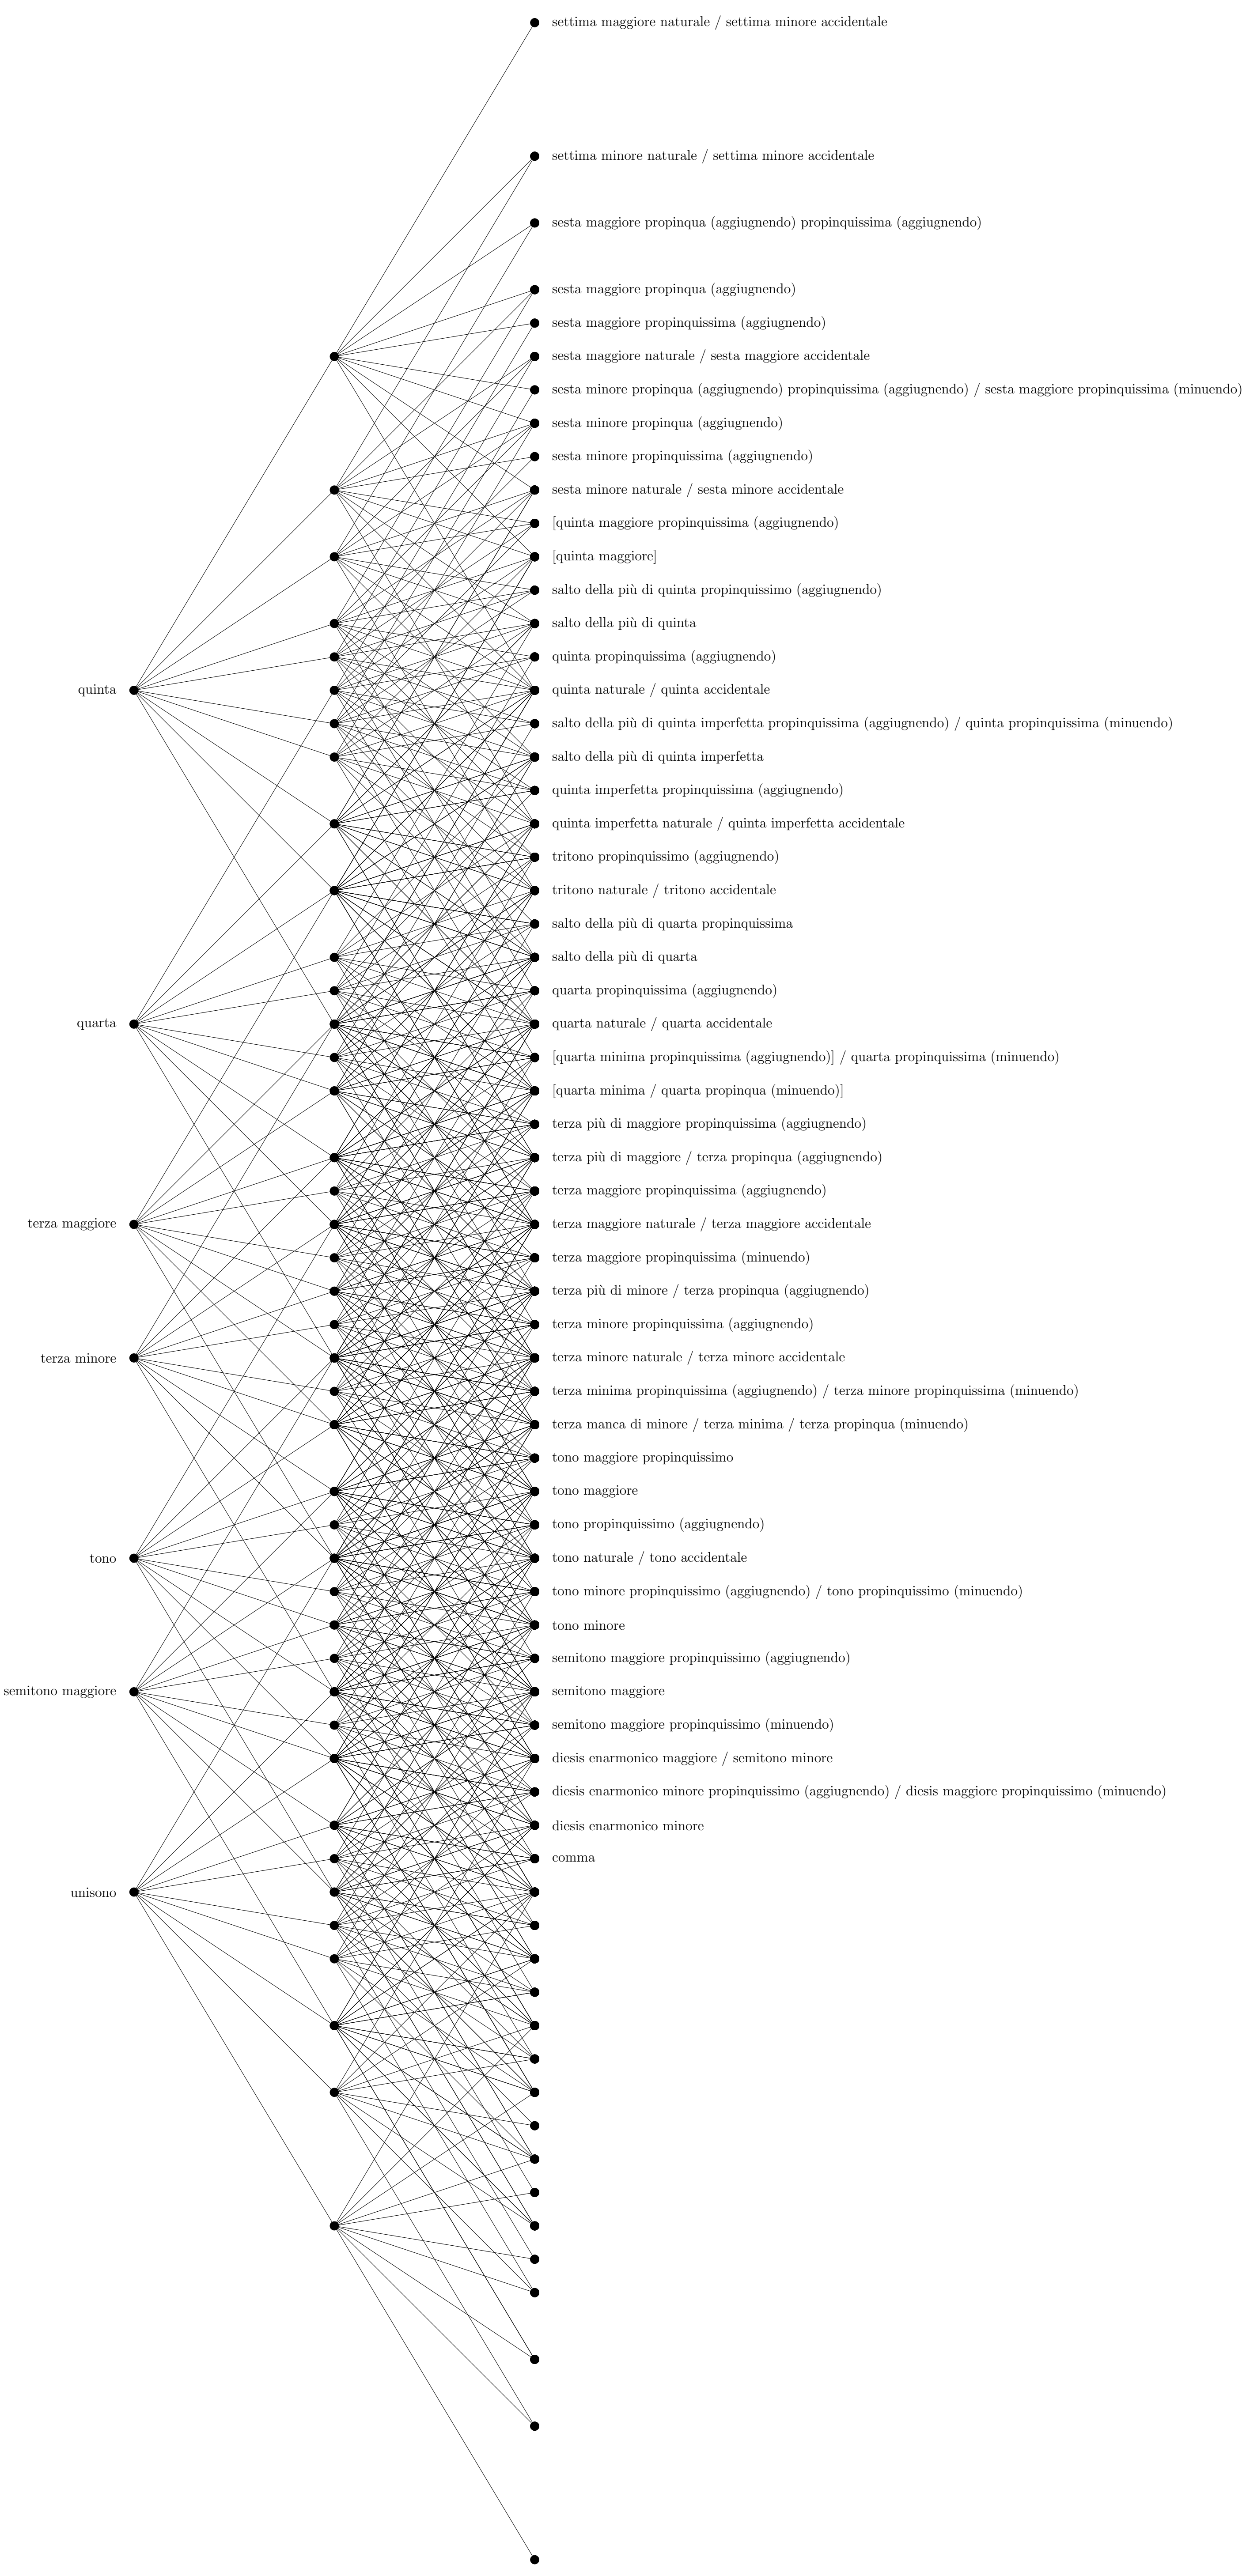 settima maggiore naturale / settima minore accidentale
settima minore naturale / settima minore accidentale
sesta maggiore propinqua (aggiugnendo) propinquissima (aggiugnendo)
sesta maggiore propinqua (aggiugnendo)
sesta maggiore propinquissima (aggiugnendo)
sesta maggiore naturale / sesta maggiore accidentale
sesta minore propinqua (aggiugnendo) propinquissima (aggiugnendo) / sesta maggiore propinquissima (minuendo)
sesta minore propinqua (aggiugnendo)
sesta minore propinquissima (aggiugnendo)
sesta minore naturale / sesta minore accidentale
[quinta maggiore propinquissima (aggiugnendo)
[quinta maggiore]
salto della più di quinta propinquissimo (aggiugnendo)
salto della più di quinta
quinta propinquissima (aggiugnendo)
quinta
quinta naturale / quinta accidentale
salto della più di quinta imperfetta propinquissima (aggiugnendo) / quinta propinquissima (minuendo)
salto della più di quinta imperfetta
quinta imperfetta propinquissima (aggiugnendo)
quinta imperfetta naturale / quinta imperfetta accidentale
tritono propinquissimo (aggiugnendo)
tritono naturale / tritono accidentale
salto della più di quarta propinquissima
salto della più di quarta
quarta propinquissima (aggiugnendo)
quarta
quarta naturale / quarta accidentale
[quarta minima propinquissima (aggiugnendo)] / quarta propinquissima (minuendo)
[quarta minima / quarta propinqua (minuendo)]
terza più di maggiore propinquissima (aggiugnendo)
terza più di maggiore / terza propinqua (aggiugnendo)
terza maggiore propinquissima (aggiugnendo)
terza maggiore
terza maggiore naturale / terza maggiore accidentale
terza maggiore propinquissima (minuendo)
terza più di minore / terza propinqua (aggiugnendo)
terza minore propinquissima (aggiugnendo)
terza minore
terza minore naturale / terza minore accidentale
terza minima propinquissima (aggiugnendo) / terza minore propinquissima (minuendo)
terza manca di minore / terza minima / terza propinqua (minuendo)
tono maggiore propinquissimo
tono maggiore
tono propinquissimo (aggiugnendo)
tono
tono naturale / tono accidentale
tono minore propinquissimo (aggiugnendo) / tono propinquissimo (minuendo)
tono minore
semitono maggiore propinquissimo (aggiugnendo)
semitono maggiore
semitono maggiore
semitono maggiore propinquissimo (minuendo)
diesis enarmonico maggiore / semitono minore
diesis enarmonico minore propinquissimo (aggiugnendo) / diesis maggiore propinquissimo (minuendo)
diesis enarmonico minore
comma
unisono